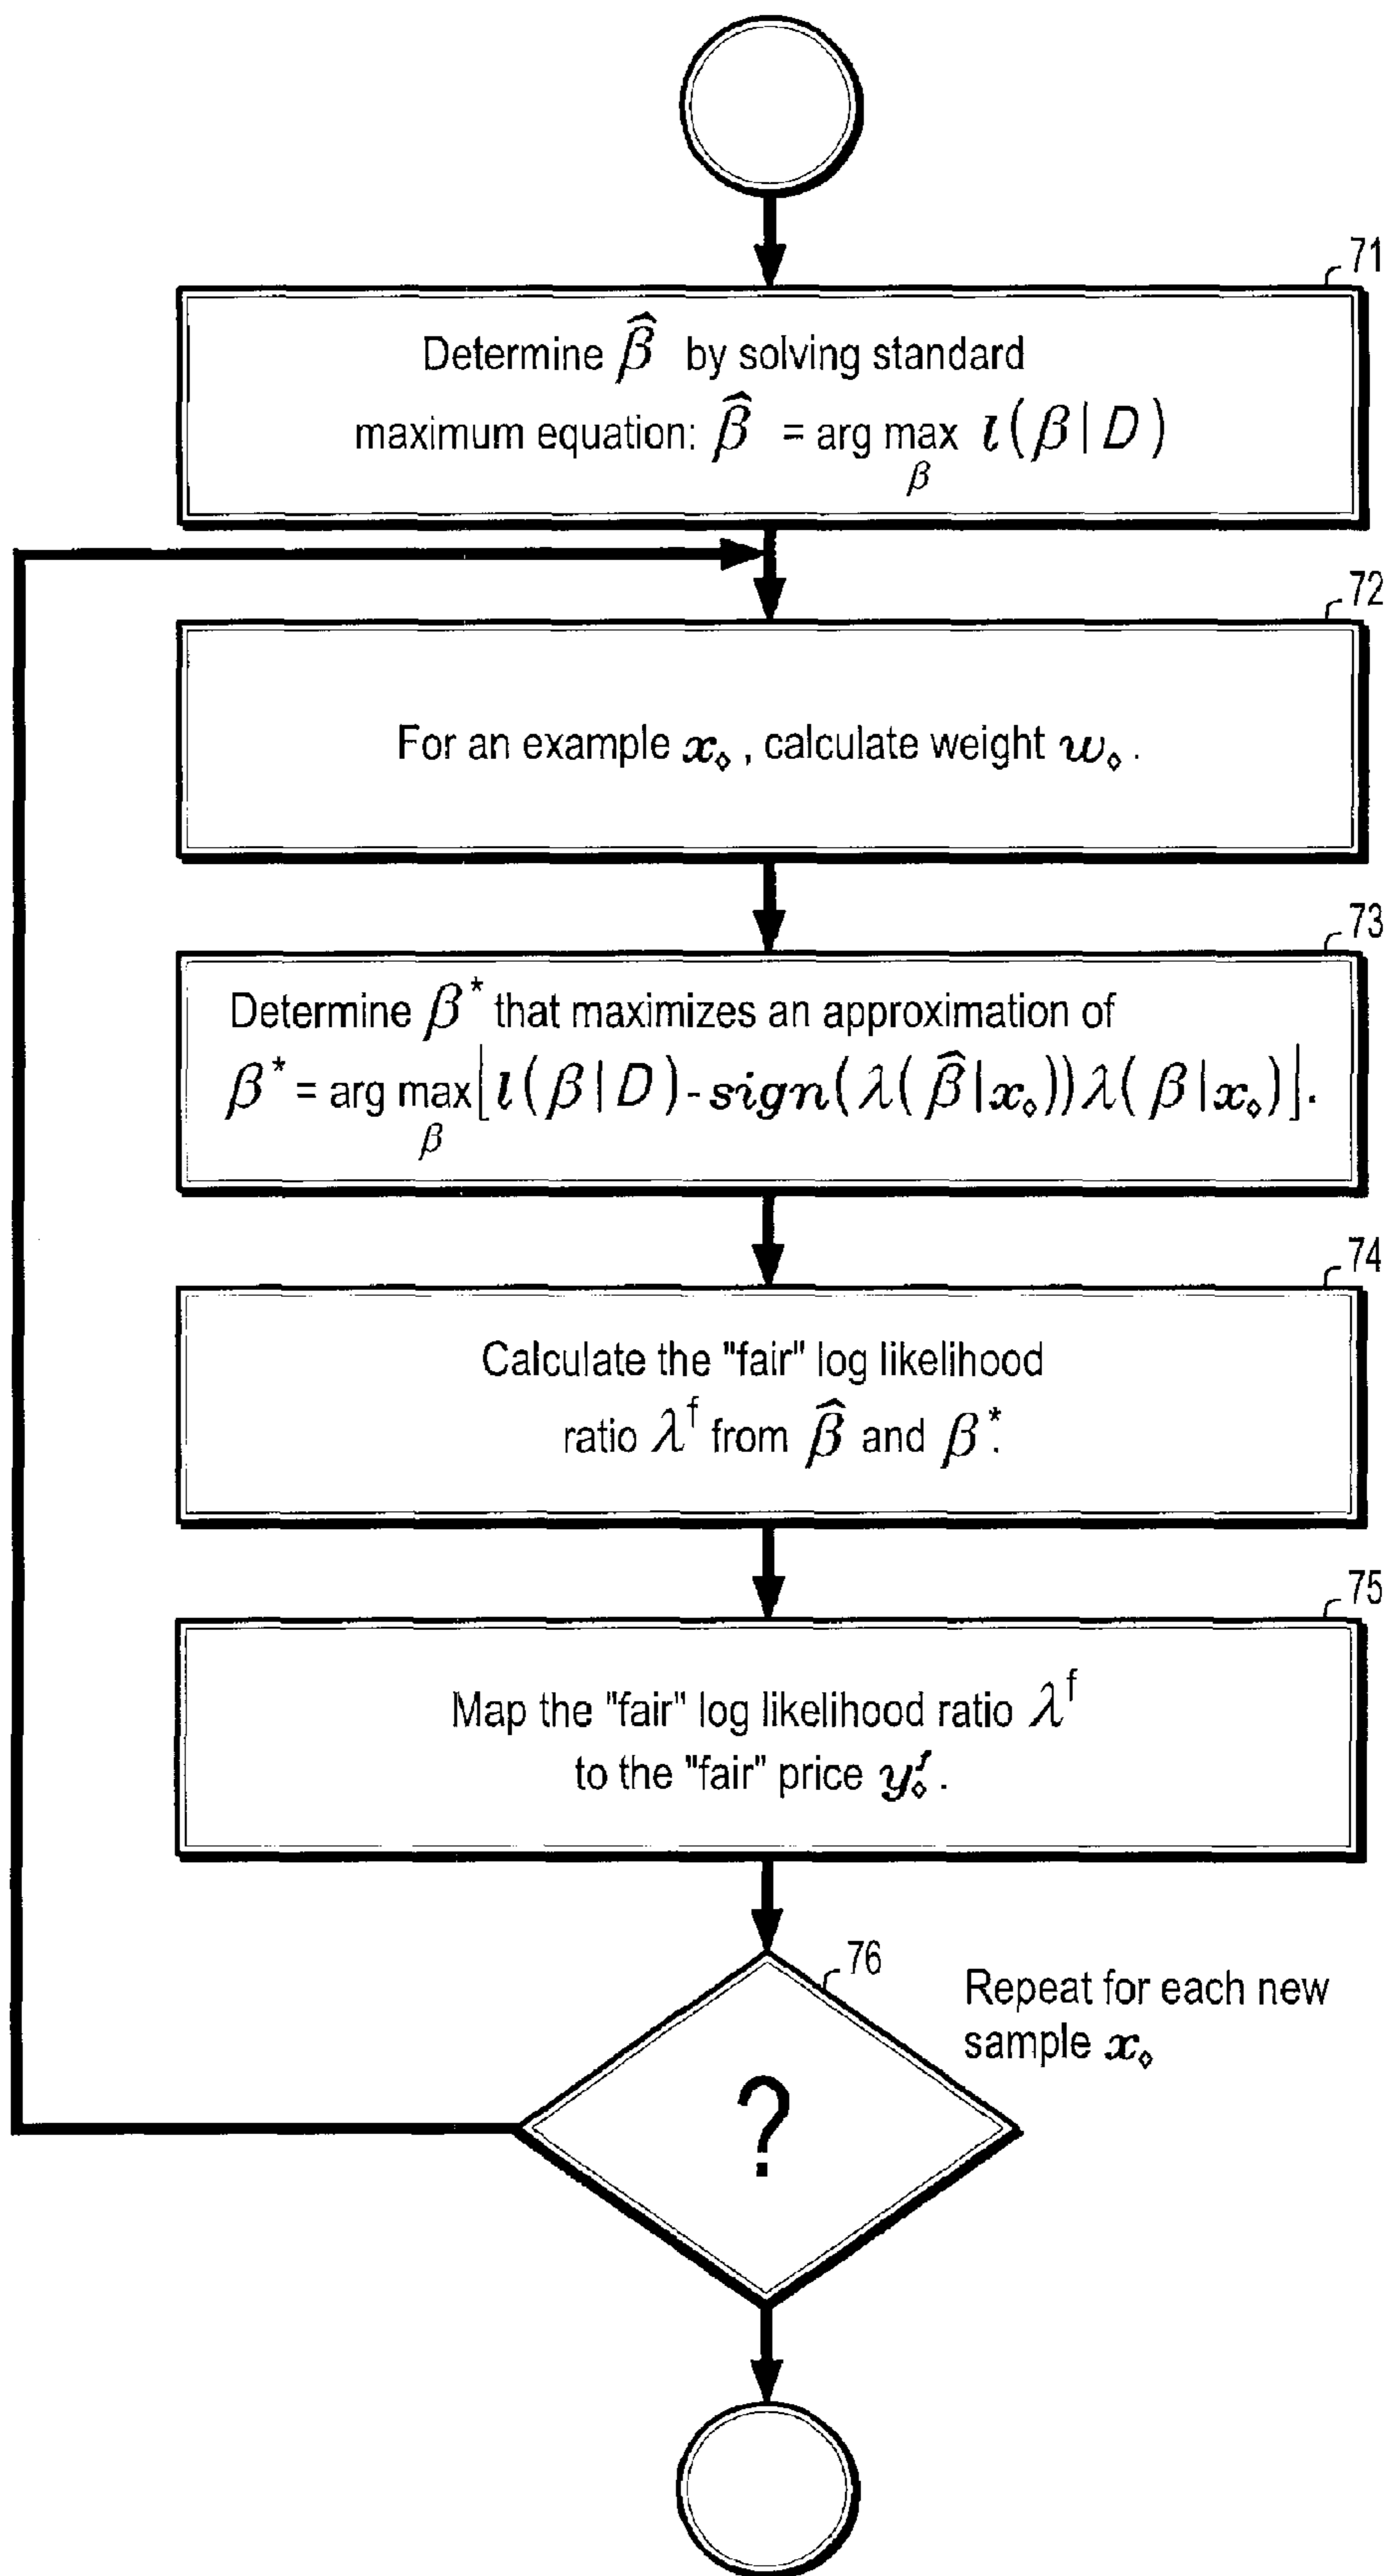 71
Determine β̂ by solving standard
maximum equation: β̂ = arg max l(β|D)
β
72
For an example x⋄, calculate weight w⋄.
73
Determine β* that maximizes an approximation of
β* = arg max⌊l(β|D)-sign(λ(β̂|x⋄))λ(β|x⋄)⌋.
β
74
Calculate the "fair" log likelihood
ratio λᶠ from β̂ and β*.
75
Map the "fair" log likelihood ratio λᶠ
to the "fair" price y⋄ᶠ.
76
Repeat for each new
sample x⋄
?